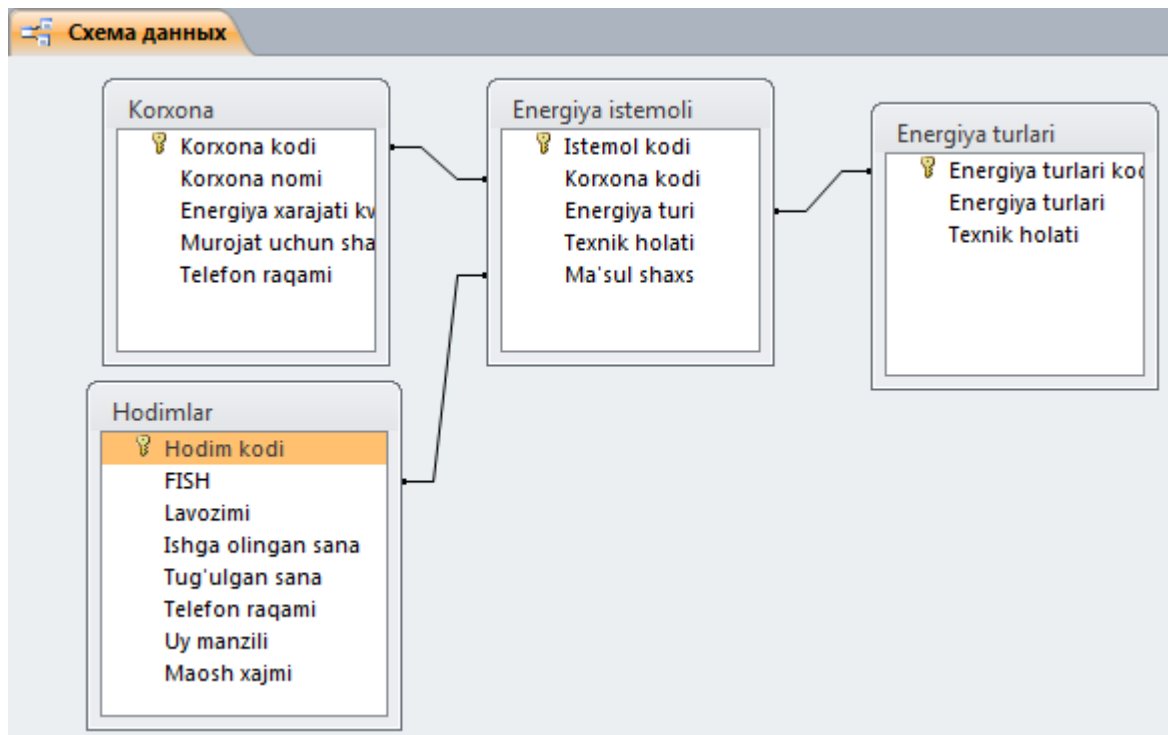 Схема данных
Korxona
Korxona kodi
Korxona nomi
Energiya xarajati kv
Murojat uchun sha
Telefon raqami
Energiya istemoli
Istemol kodi
Korxona kodi
Energiya turi
Texnik holati
Ma'sul shaxs
Energiya turlari
Energiya turlari ko
Energiya turlari
Texnik holati
Hodimlar
Hodim kodi
FISH
Lavozimi
Ishga olingan sana
Tug'ulgan sana
Telefon raqami
Uy manzili
Maosh xajmi